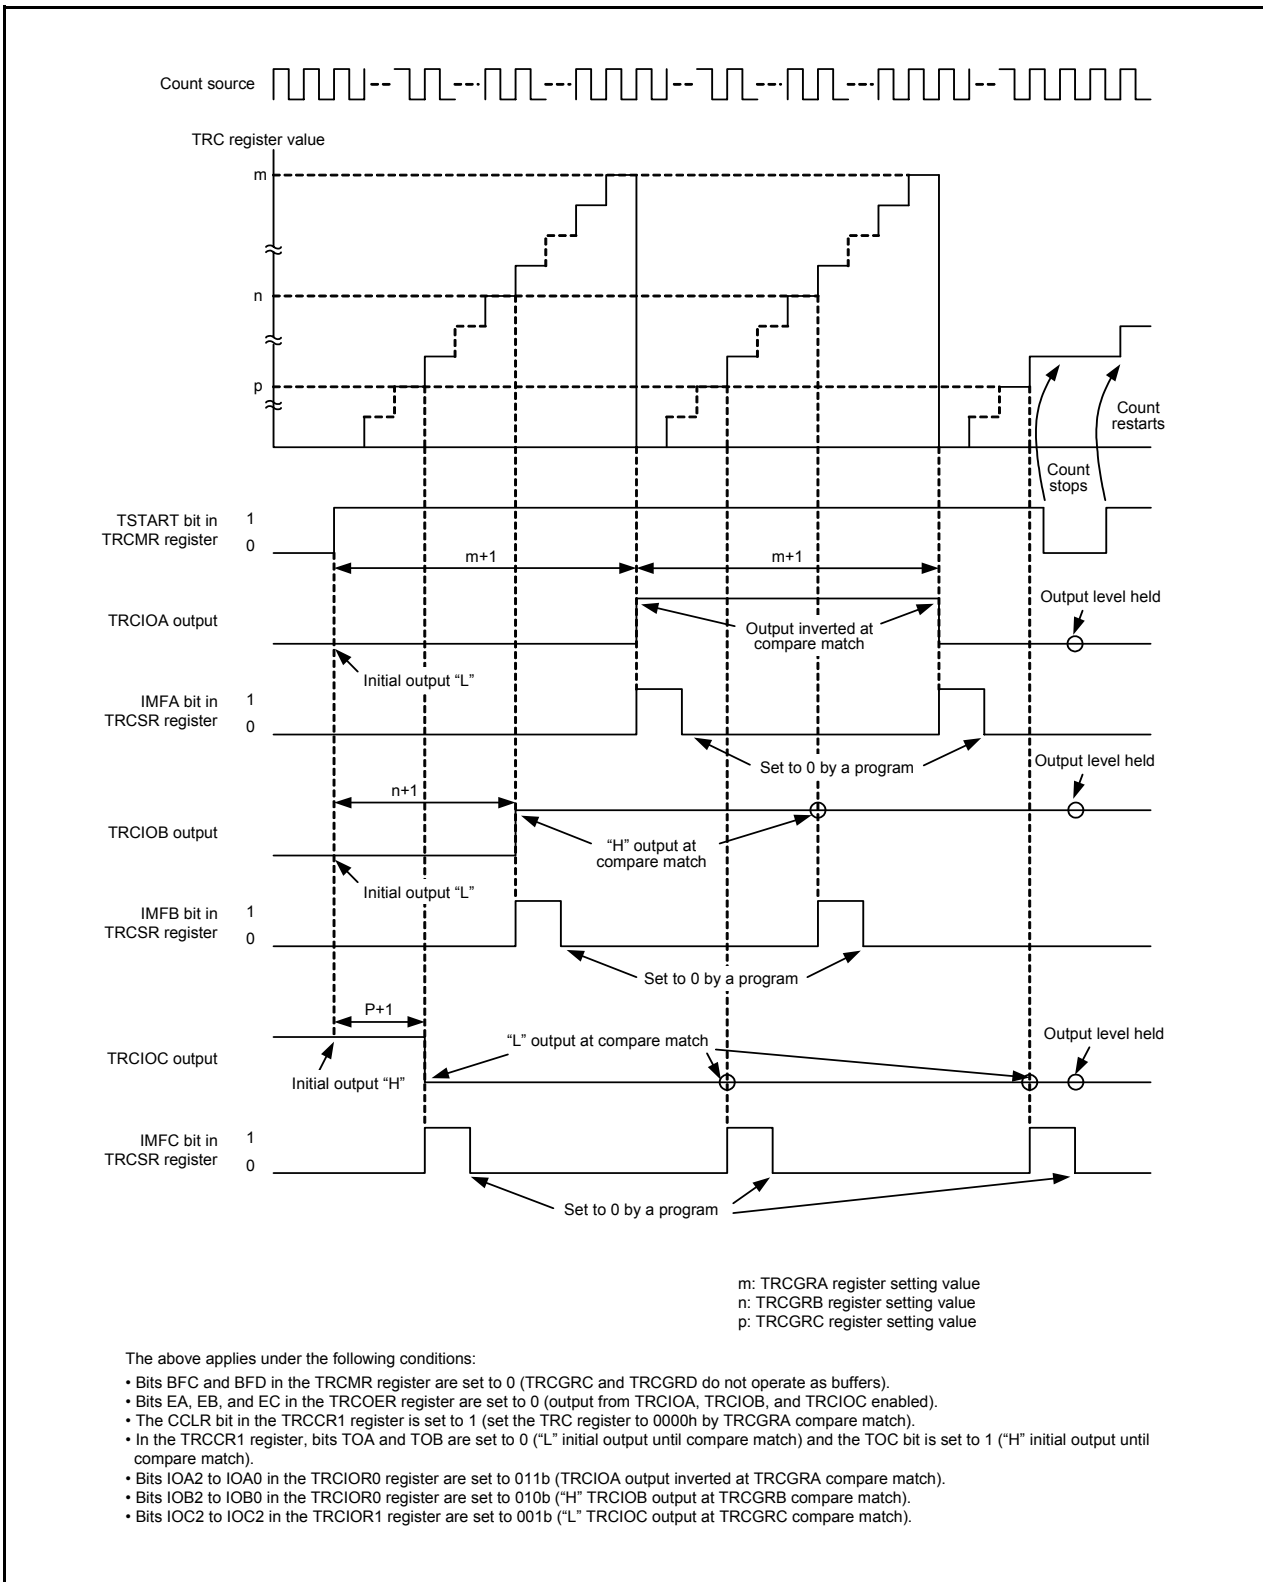 Count source
TRC register value
m
n
p
Count
restarts
Count
stops
TSTART bit in
TRCMR register
1
0
m+1
m+1
TRCIOA output
Output level held
Output inverted at
compare match
Initial output “L”
IMFA bit in
TRCSR register
1
0
Set to 0 by a program
Output level held
n+1
TRCIOB output
“H” output at
compare match
Initial output “L”
IMFB bit in
TRCSR register
1
0
Set to 0 by a program
P+1
TRCIOC output
“L” output at compare match
Output level held
Initial output “H”
IMFC bit in
TRCSR register
1
0
Set to 0 by a program
m: TRCGRA register setting value
n: TRCGRB register setting value
p: TRCGRC register setting value
The above applies under the following conditions:
• Bits BFC and BFD in the TRCMR register are set to 0 (TRCGRC and TRCGRD do not operate as buffers).
• Bits EA, EB, and EC in the TRCOER register are set to 0 (output from TRCIOA, TRCIOB, and TRCIOC enabled).
• The CCLR bit in the TRCCR1 register is set to 1 (set the TRC register to 0000h by TRCGRA compare match).
• In the TRCCR1 register, bits TOA and TOB are set to 0 (“L” initial output until compare match) and the TOC bit is set to 1 (“H” initial output until
compare match).
• Bits IOA2 to IOA0 in the TRCIOR0 register are set to 011b (TRCIOA output inverted at TRCGRA compare match).
• Bits IOB2 to IOB0 in the TRCIOR0 register are set to 010b (“H” TRCIOB output at TRCGRB compare match).
• Bits IOC2 to IOC2 in the TRCIOR1 register are set to 001b (“L” TRCIOC output at TRCGRC compare match).